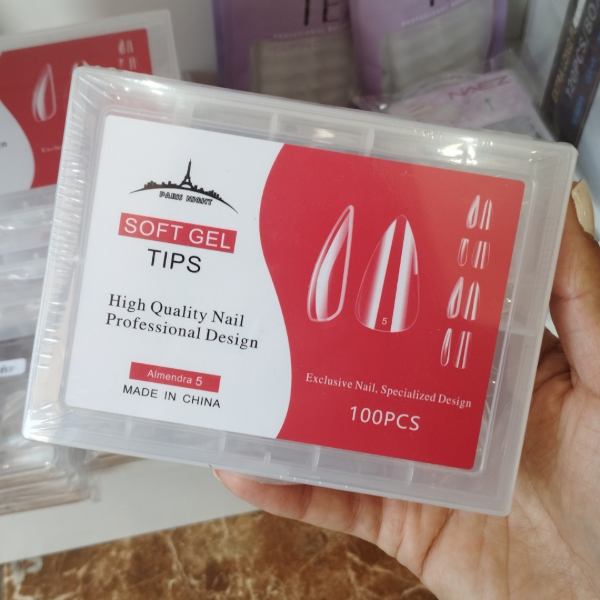 PARIS NIGHT
SOFT GEL
TIPS
High Quality Nail
Professional Design
Almendra 5
MADE IN CHINA
5
Exclusive Nail, Specialized Design
100PCS